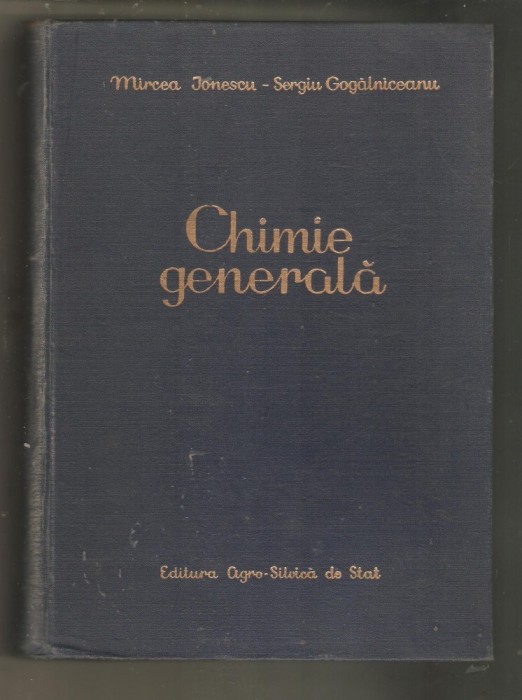 Mircea Ionescu - Sergiu Gogâlniceanu
Chimie
generală
Editura Agro-Silvică de Stat